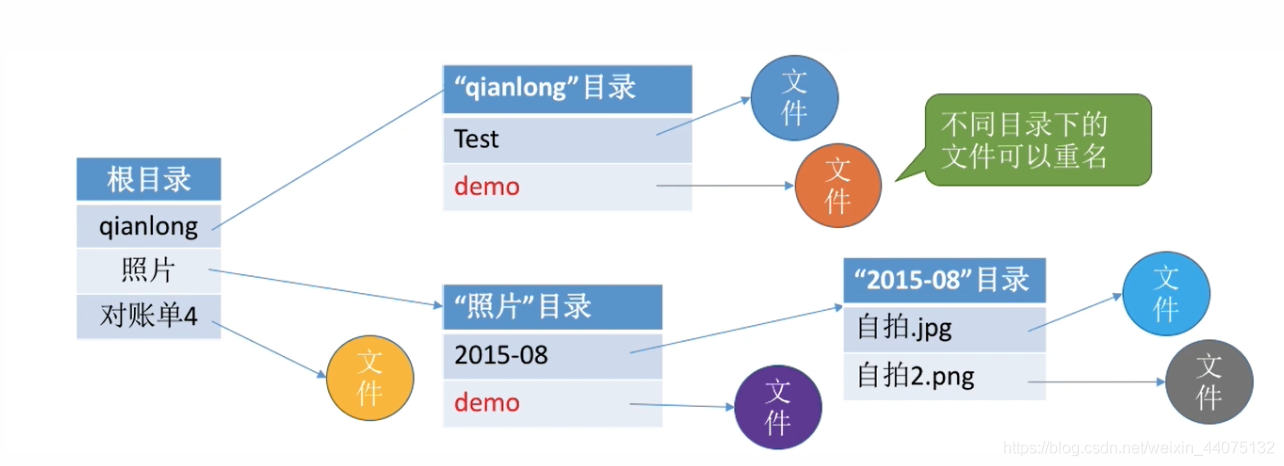 根目录
qianlong
照片
对账单4
文
件
“qianlong”目录
Test
demo
文
件
文
件
不同目录下的
文件可以重名
“照片”目录
2015-08
demo
文
件
“2015-08”目录
自拍.jpg
自拍2.png
文
件
文
件
https://blog.csdn.net/weixin_44075132